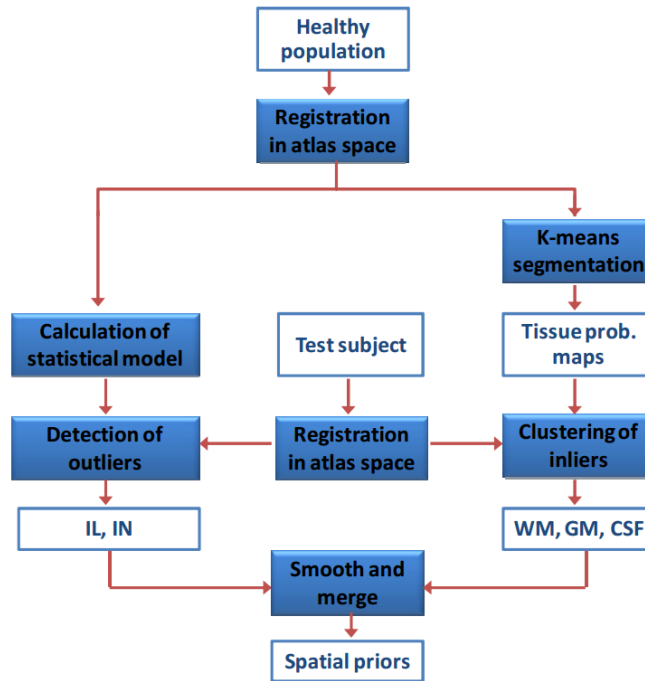 Healthy
population
Registration
in atlas space
K-means
segmentation
Calculation of
statistical model
Test subject
Tissue prob.
maps
Detection of
outliers
Registration
in atlas space
Clustering of
inliers
IL, IN
WM, GM, CSF
Smooth and
merge
Spatial priors